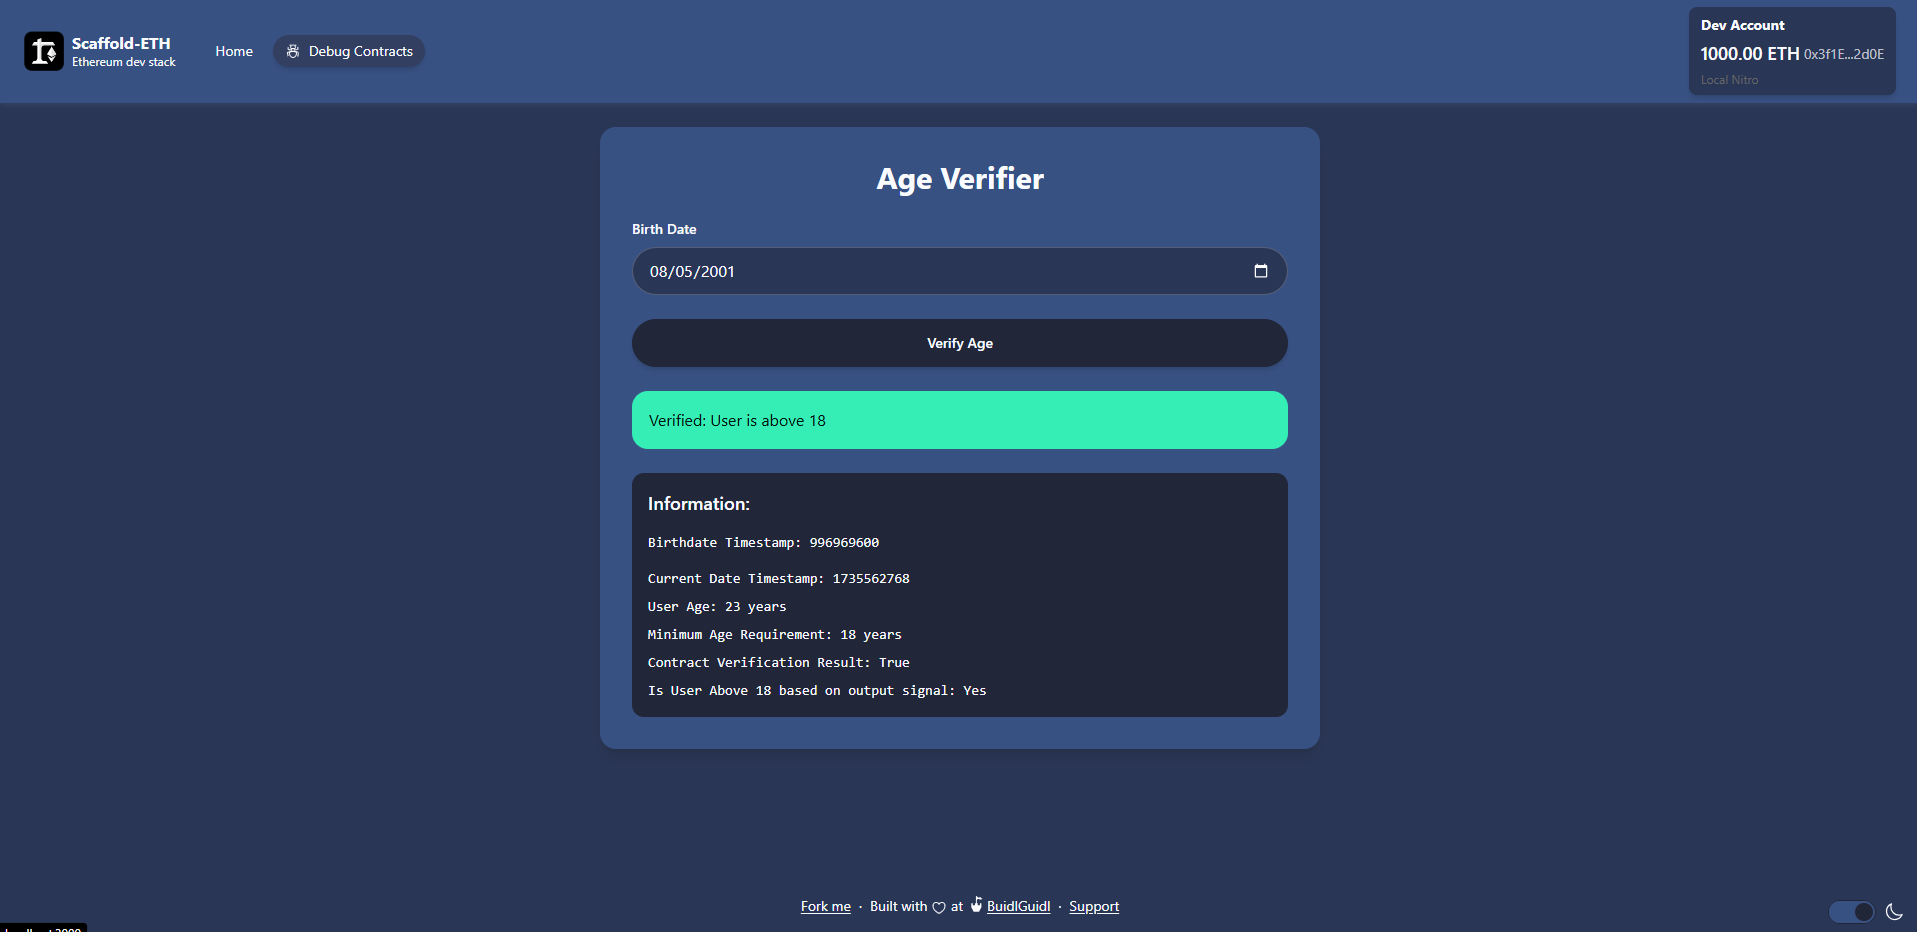 Scaffold-ETH
Ethereum dev stack
Home
Debug Contracts
Dev Account
1000.00 ETH 0x3f1E...2d0E
Local Nitro
Age Verifier
Birth Date
08/05/2001
Verify Age
Verified: User is above 18
Information:
Birthdate Timestamp: 996969600
Current Date Timestamp: 1735562768
User Age: 23 years
Minimum Age Requirement: 18 years
Contract Verification Result: True
Is User Above 18 based on output signal: Yes
Fork me · Built with ♡ at BuidlGuidl · Support